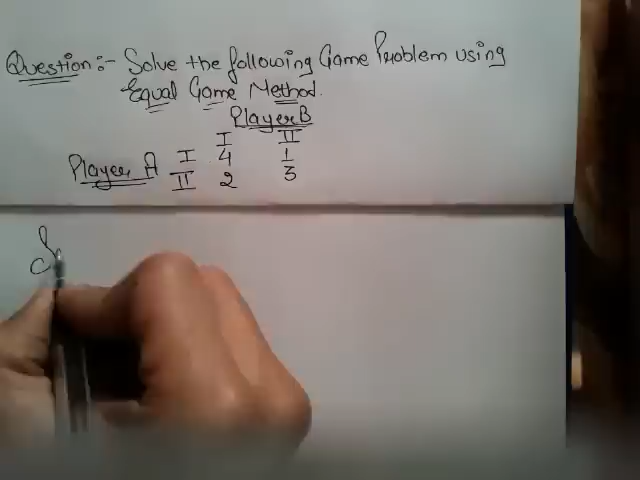 Question:- Solve the following Game Problem using
Equal Game Method.
Player B
I II
Player A I 4 1
II 2 3